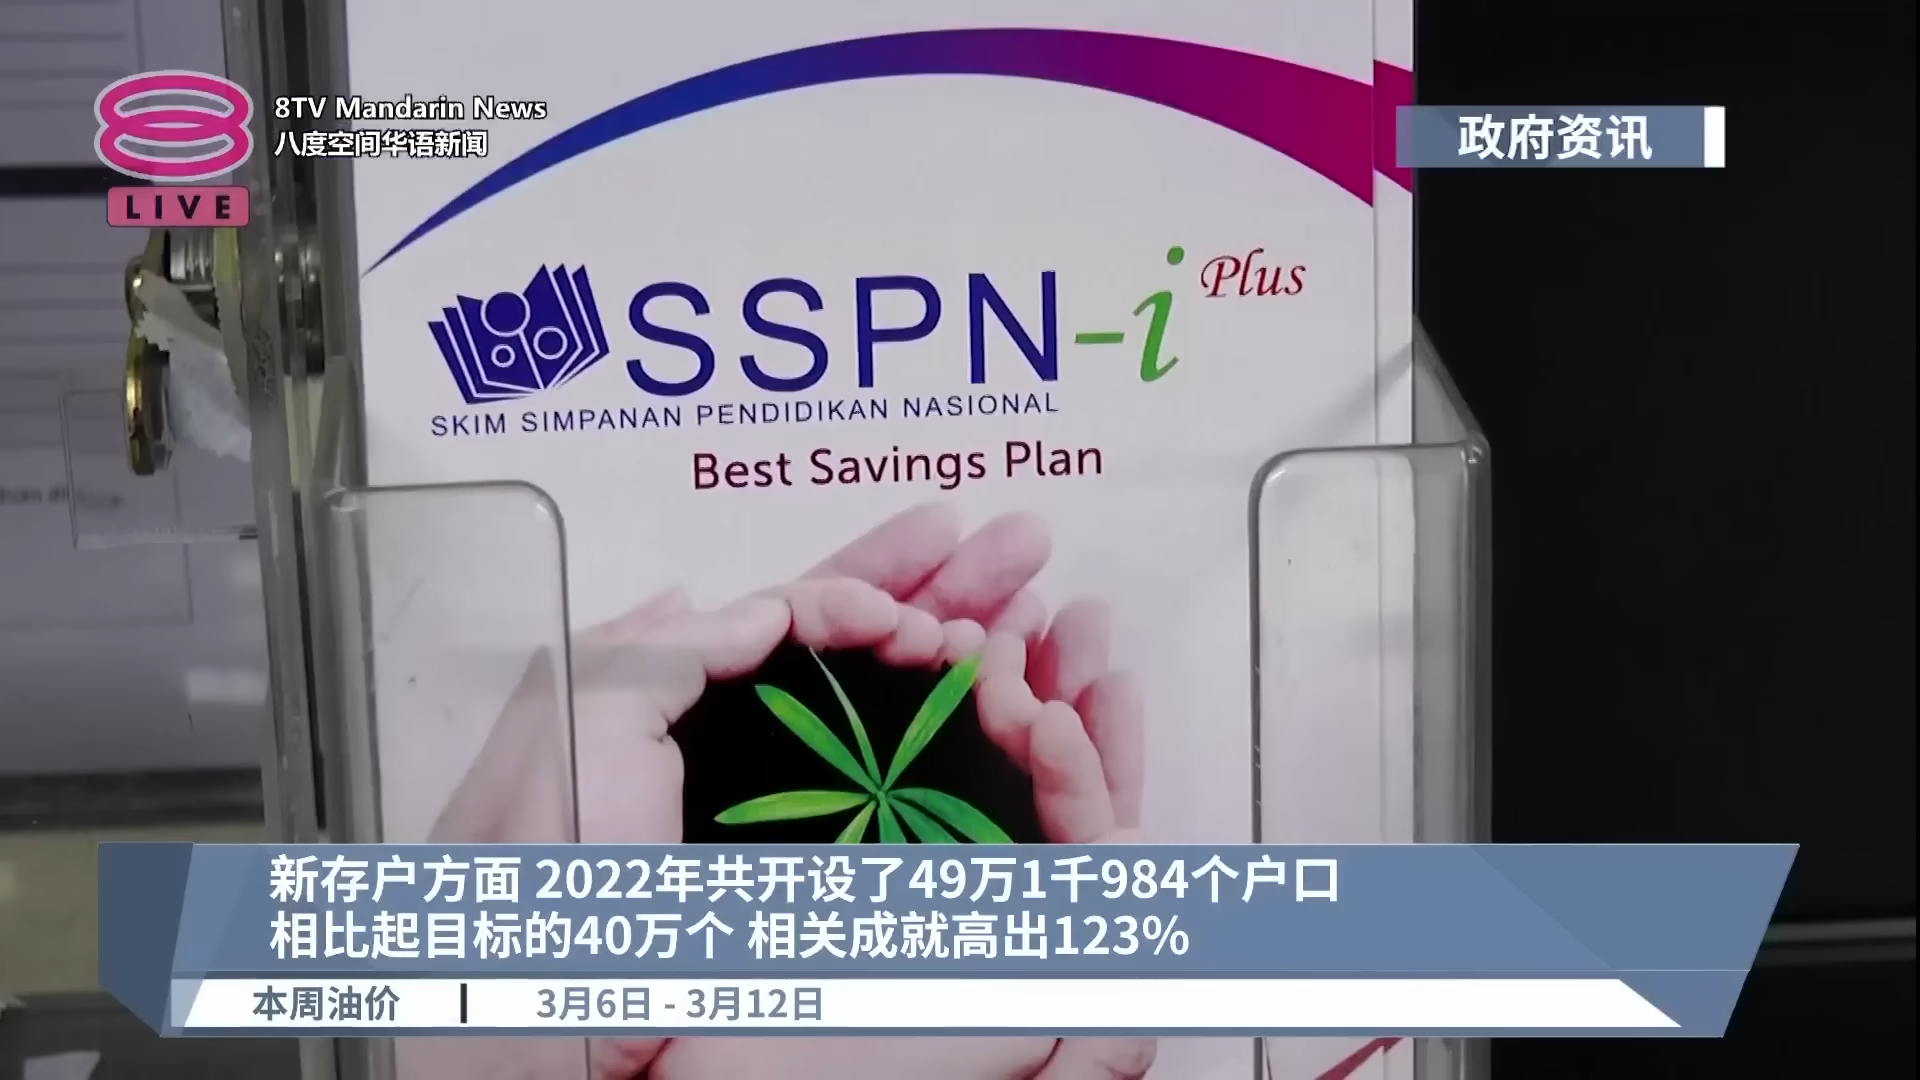 8TV Mandarin News
八度空间华语新闻
LIVE
政府资讯
SSPN-i Plus
SKIM SIMPANAN PENDIDIKAN NASIONAL
Best Savings Plan
新存户方面 2022年共开设了49万1千984个户口
相比起目标的40万个 相关成就高出123%
本周油价 | 3月6日 - 3月12日